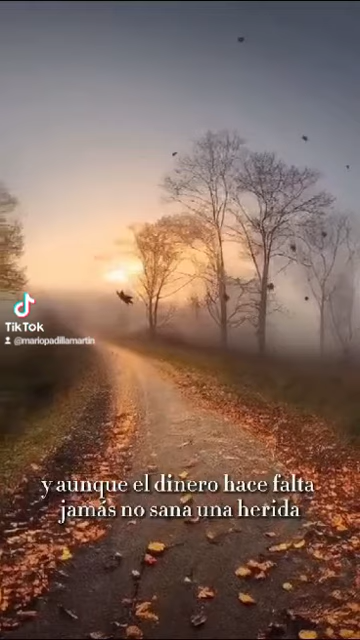 TikTok
@mariopadillamartin
y aunque el dinero hace falta
jamás no sana una herida